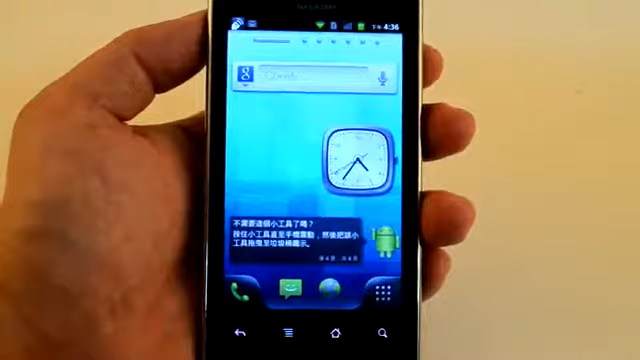 下午 4:36
Google
不需要這個小工具了嗎？
按住小工具直至手機震動，然後把該小
工具拖曳至垃圾桶圖示。